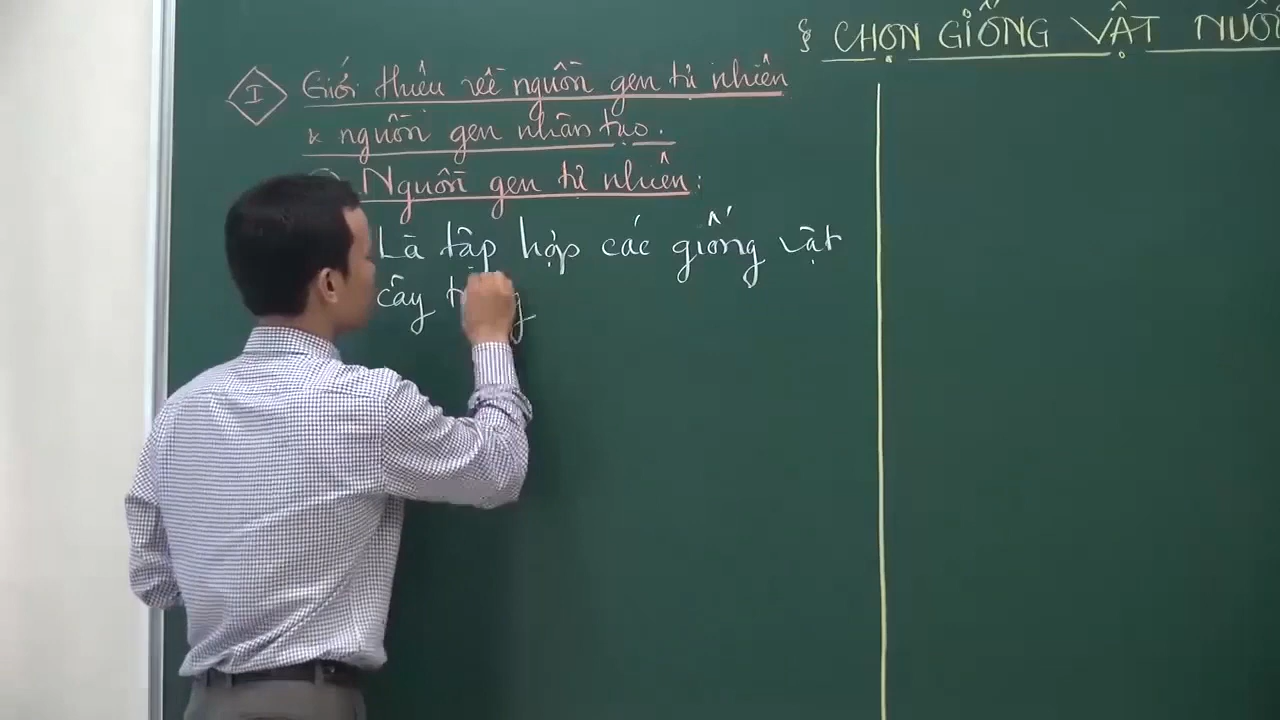 § CHỌN GIỐNG VẬT NUÔI
I Giới thiệu về nguồn gen tự nhiên
& nguồn gen nhân tạo.
Nguồn gen tự nhiên:
Là tập hợp các giống vật
cây